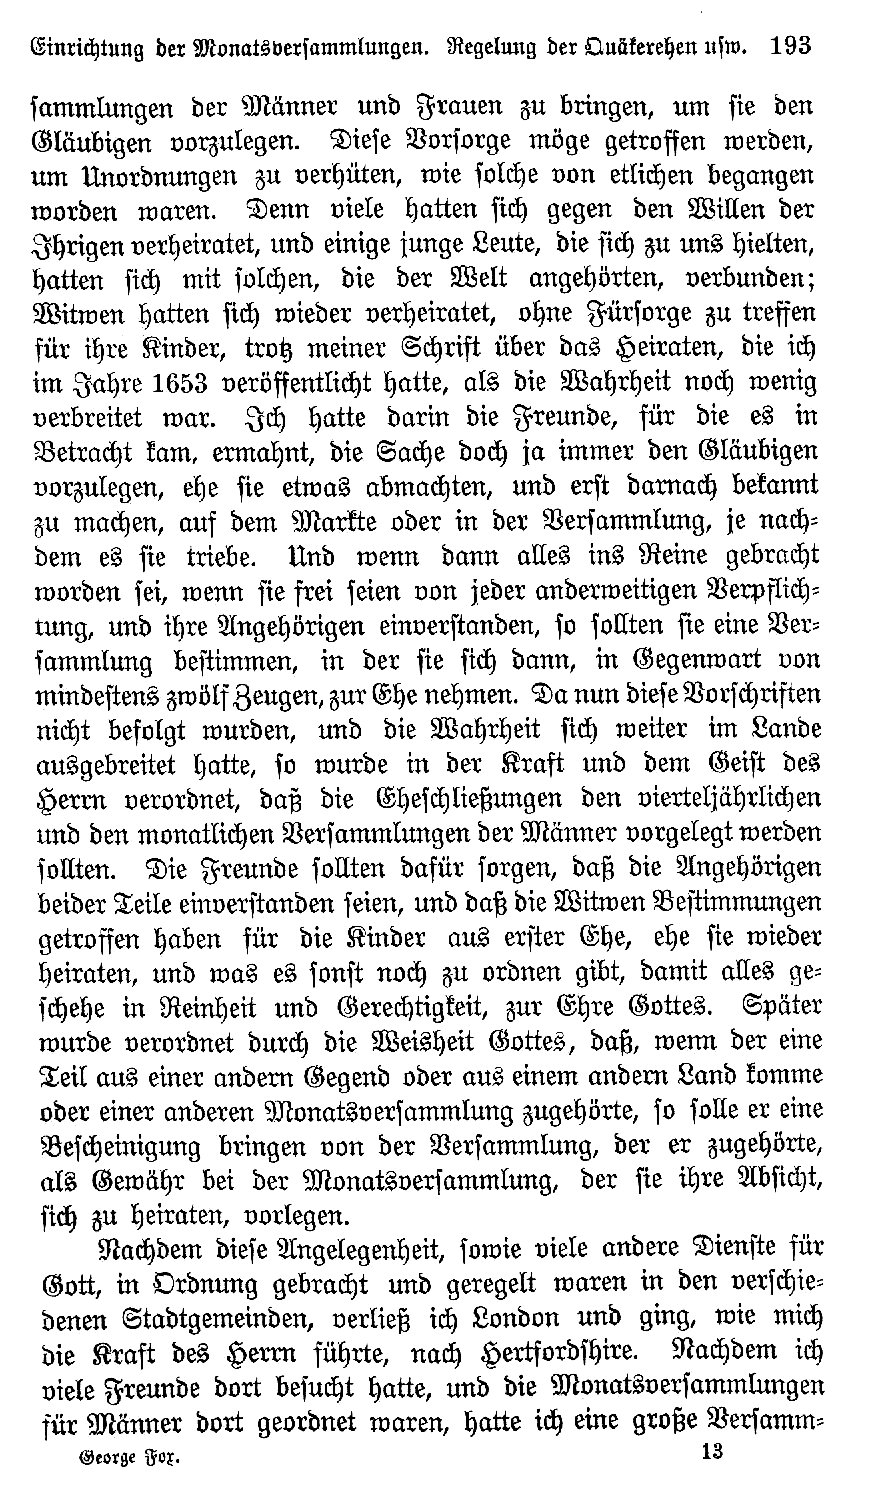 Einrichtung der Monatsversammlungen. Regelung der Quäkerehen usw. 193
sammlungen der Männer und Frauen zu bringen, um sie den
Gläubigen vorzulegen. Diese Vorsorge möge getroffen werden,
um Unordnungen zu verhüten, wie solche von etlichen begangen
worden waren. Denn viele hatten sich gegen den Willen der
Ihrigen verheiratet, und einige junge Leute, die sich zu uns hielten,
hatten sich mit solchen, die der Welt angehörten, verbunden;
Witwen hatten sich wieder verheiratet, ohne Fürsorge zu treffen
für ihre Kinder, trotz meiner Schrift über das Heiraten, die ich
im Jahre 1653 veröffentlicht hatte, als die Wahrheit noch wenig
verbreitet war. Ich hatte darin die Freunde, für die es in
Betracht kam, ermahnt, die Sache doch ja immer den Gläubigen
vorzulegen, ehe sie etwas abmachten, und erst darnach bekannt
zu machen, auf dem Markte oder in der Versammlung, je nach-
dem es sie triebe. Und wenn dann alles ins Reine gebracht
worden sei, wenn sie frei seien von jeder anderweitigen Verpflich-
tung, und ihre Angehörigen einverstanden, so sollten sie eine Ver-
sammlung bestimmen, in der sie sich dann, in Gegenwart von
mindestens zwölf Zeugen, zur Ehe nehmen. Da nun diese Vorschriften
nicht befolgt wurden, und die Wahrheit sich weiter im Lande
ausgebreitet hatte, so wurde in der Kraft und dem Geist des
Herrn verordnet, daß die Eheschließungen den vierteljährlichen
und den monatlichen Versammlungen der Männer vorgelegt werden
sollten. Die Freunde sollten dafür sorgen, daß die Angehörigen
beider Teile einverstanden seien, und daß die Witwen Bestimmungen
getroffen haben für die Kinder aus erster Ehe, ehe sie wieder
heiraten, und was es sonst noch zu ordnen gibt, damit alles ge-
schehe in Reinheit und Gerechtigkeit, zur Ehre Gottes. Später
wurde verordnet durch die Weisheit Gottes, daß, wenn der eine
Teil aus einer andern Gegend oder aus einem andern Land komme
oder einer anderen Monatsversammlung zugehörte, so solle er eine
Bescheinigung bringen von der Versammlung, der er zugehörte,
als Gewähr bei der Monatsversammlung, der sie ihre Absicht,
sich zu heiraten, vorlegen.
Nachdem diese Angelegenheit, sowie viele andere Dienste für
Gott, in Ordnung gebracht und geregelt waren in den verschie-
denen Stadtgemeinden, verließ ich London und ging, wie mich
die Kraft des Herrn führte, nach Hertfordshire. Nachdem ich
viele Freunde dort besucht hatte, und die Monatsversammlungen
für Männer dort geordnet waren, hatte ich eine große Versamm-
George Fox. 13